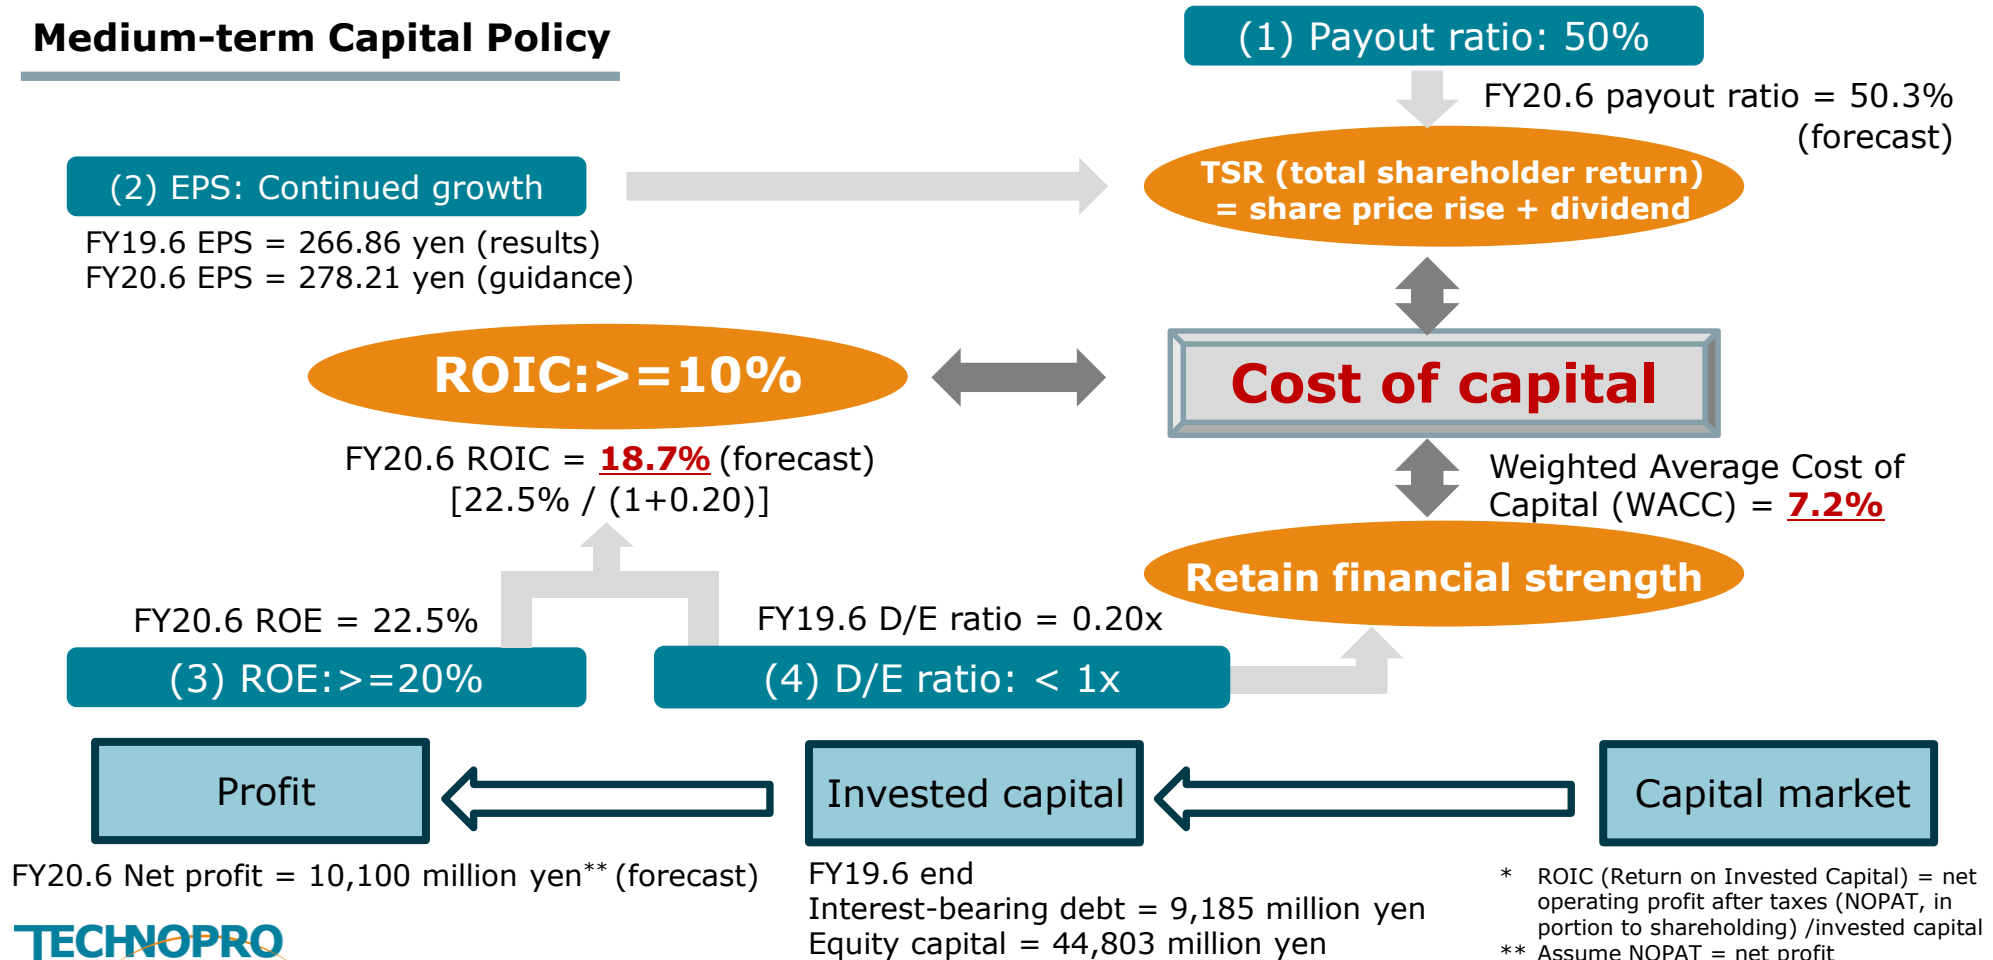 Medium-term Capital Policy
(1) Payout ratio: 50%
FY20.6 payout ratio = 50.3%
(forecast)
TSR (total shareholder return)
= share price rise + dividend
(2) EPS: Continued growth
FY19.6 EPS = 266.86 yen (results)
FY20.6 EPS = 278.21 yen (guidance)
ROIC:>=10%
Cost of capital
FY20.6 ROIC = 18.7% (forecast)
[22.5% / (1+0.20)]
Weighted Average Cost of
Capital (WACC) = 7.2%
Retain financial strength
FY20.6 ROE = 22.5%
FY19.6 D/E ratio = 0.20x
(3) ROE:>=20%
(4) D/E ratio: < 1x
Profit
Invested capital
Capital market
FY20.6 Net profit = 10,100 million yen** (forecast)
FY19.6 end
Interest-bearing debt = 9,185 million yen
Equity capital = 44,803 million yen
* ROIC (Return on Invested Capital) = net
operating profit after taxes (NOPAT, in
portion to shareholding) /invested capital
** Assume NOPAT = net profit
TECHNOPRO